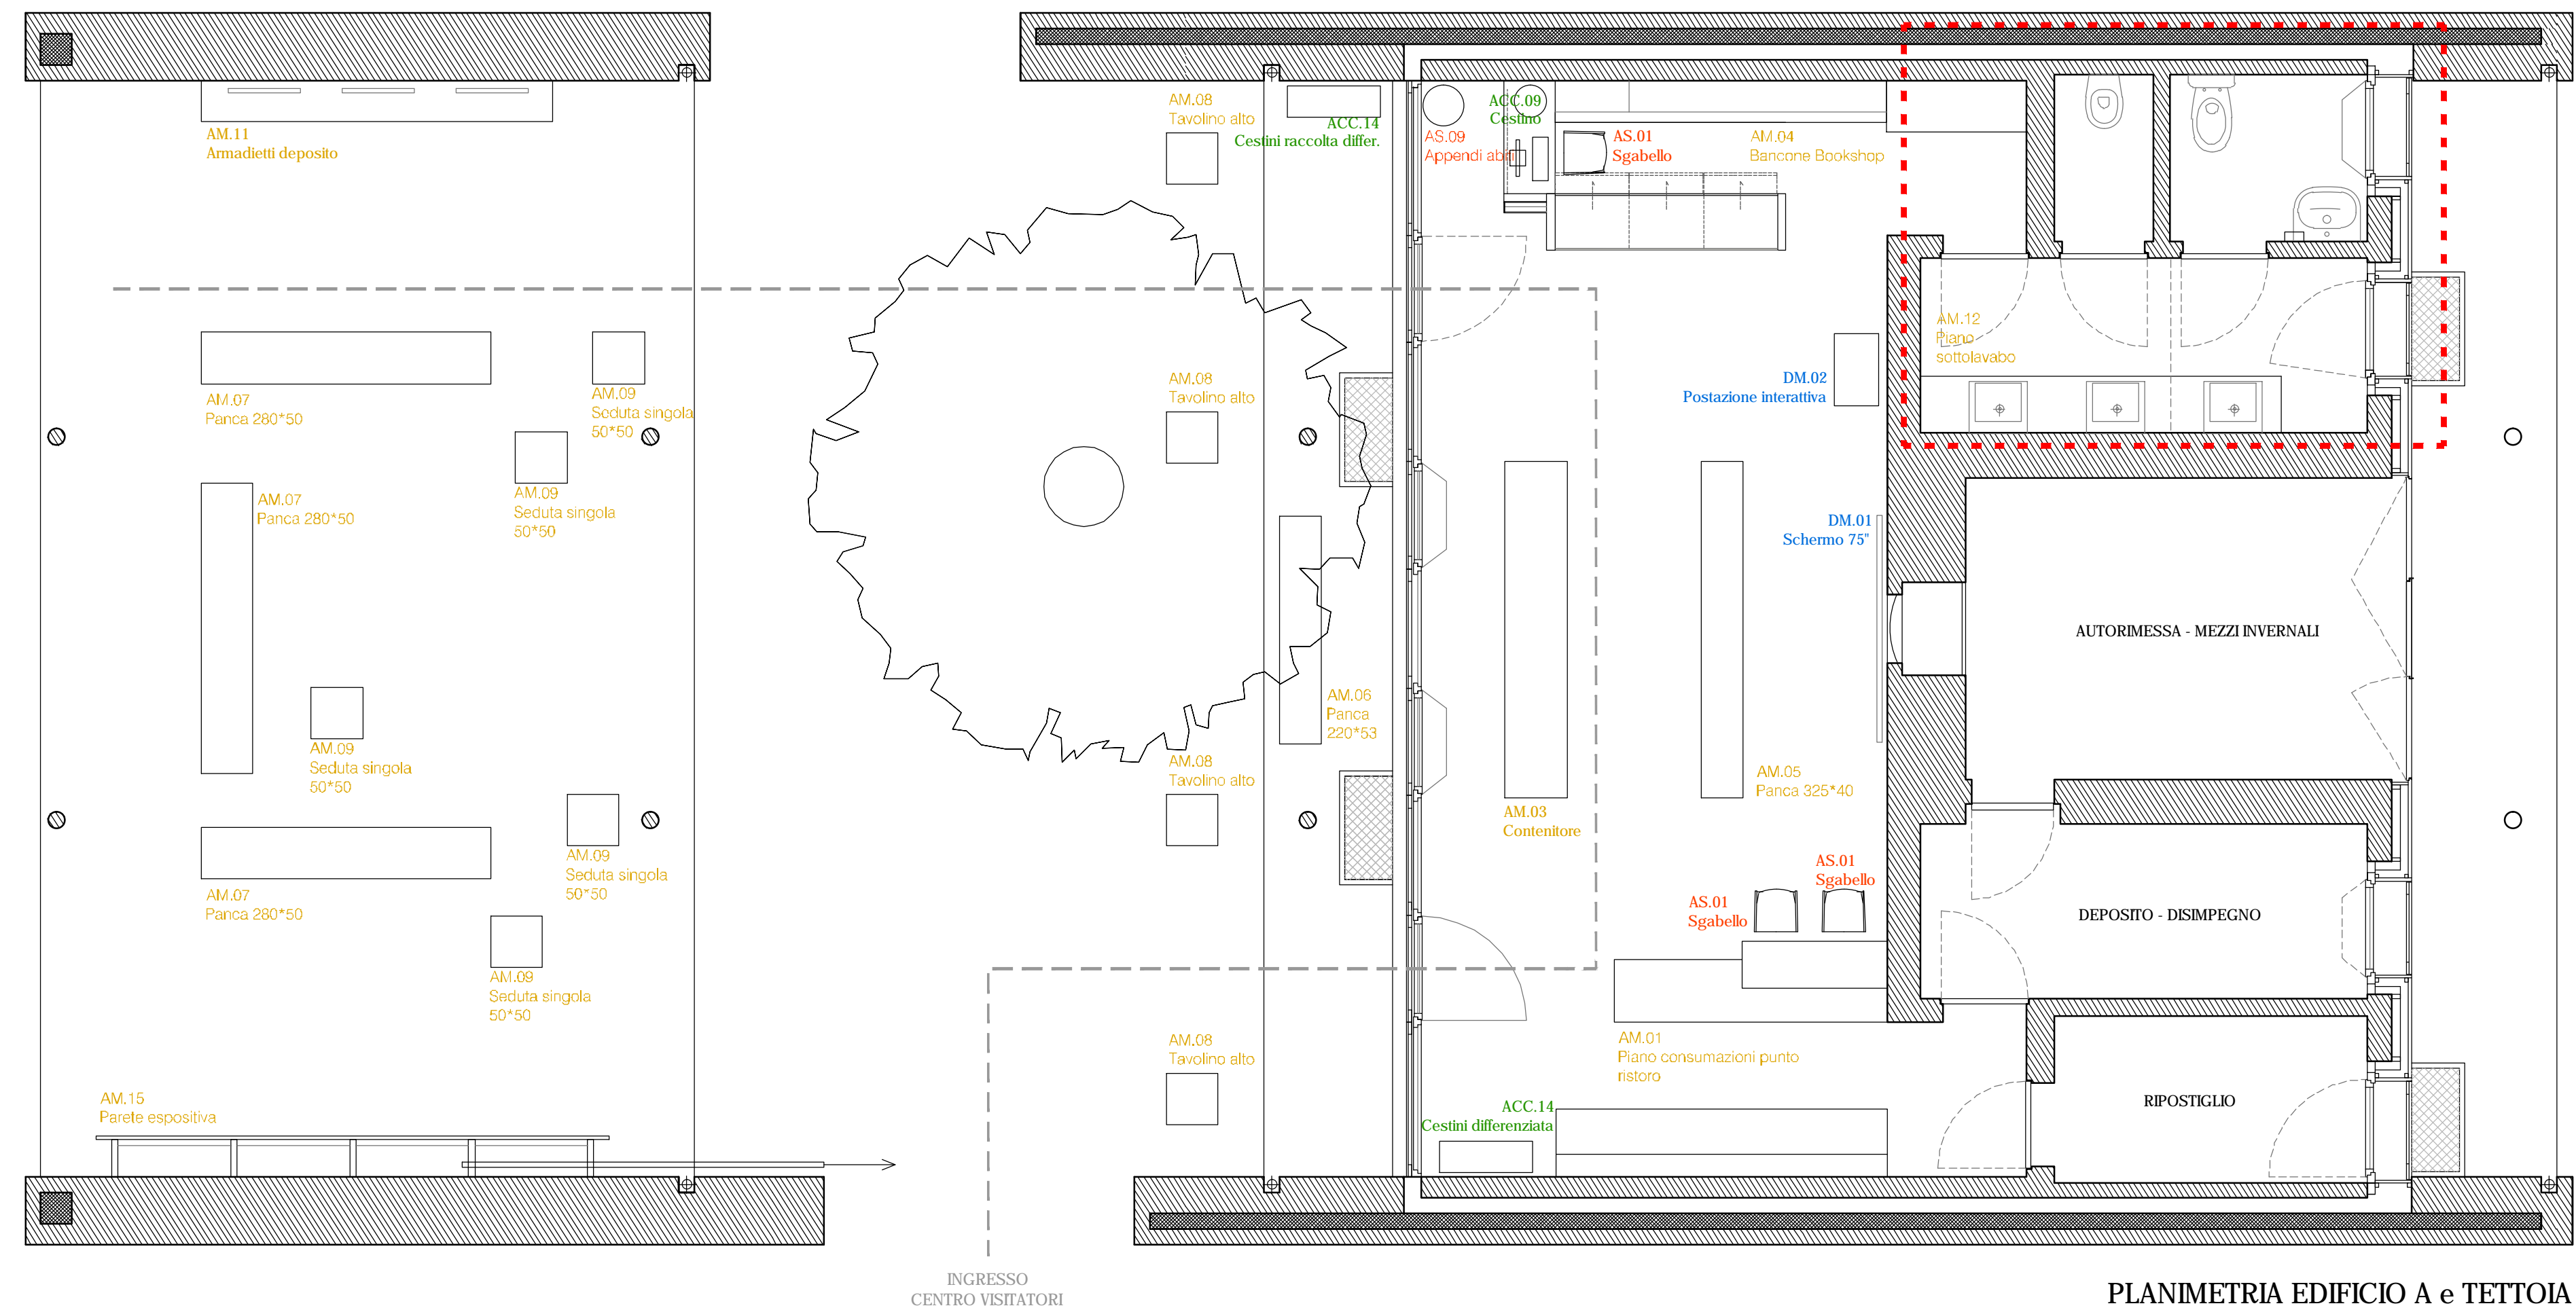 AM.11
Armadietti deposito
AM.08
Tavolino alto
ACC.14
Cestini raccolta differ.
AS.09
Appendi abiti
ACC.09
Cestino
AS.01
Sgabello
AM.04
Bancone Bookshop
AM.12
Piano
sottolavabo
AM.07
Panca 280*50
AM.09
Seduta singola
50*50
AM.08
Tavolino alto
DM.02
Postazione interattiva
AM.07
Panca 280*50
AM.09
Seduta singola
50*50
DM.01
Schermo 75"
AUTORIMESSA - MEZZI INVERNALI
AM.06
Panca
220*53
AM.09
Seduta singola
50*50
AM.08
Tavolino alto
AM.05
Panca 325*40
AM.03
Contenitore
AM.07
Panca 280*50
AM.09
Seduta singola
50*50
AS.01
Sgabello
AS.01
Sgabello
DEPOSITO - DISIMPEGNO
AM.09
Seduta singola
50*50
AM.08
Tavolino alto
AM.01
Piano consumazioni punto
ristoro
AM.15
Parete espositiva
ACC.14
Cestini differenziata
RIPOSTIGLIO
INGRESSO
CENTRO VISITATORI
PLANIMETRIA EDIFICIO A e TETTOIA